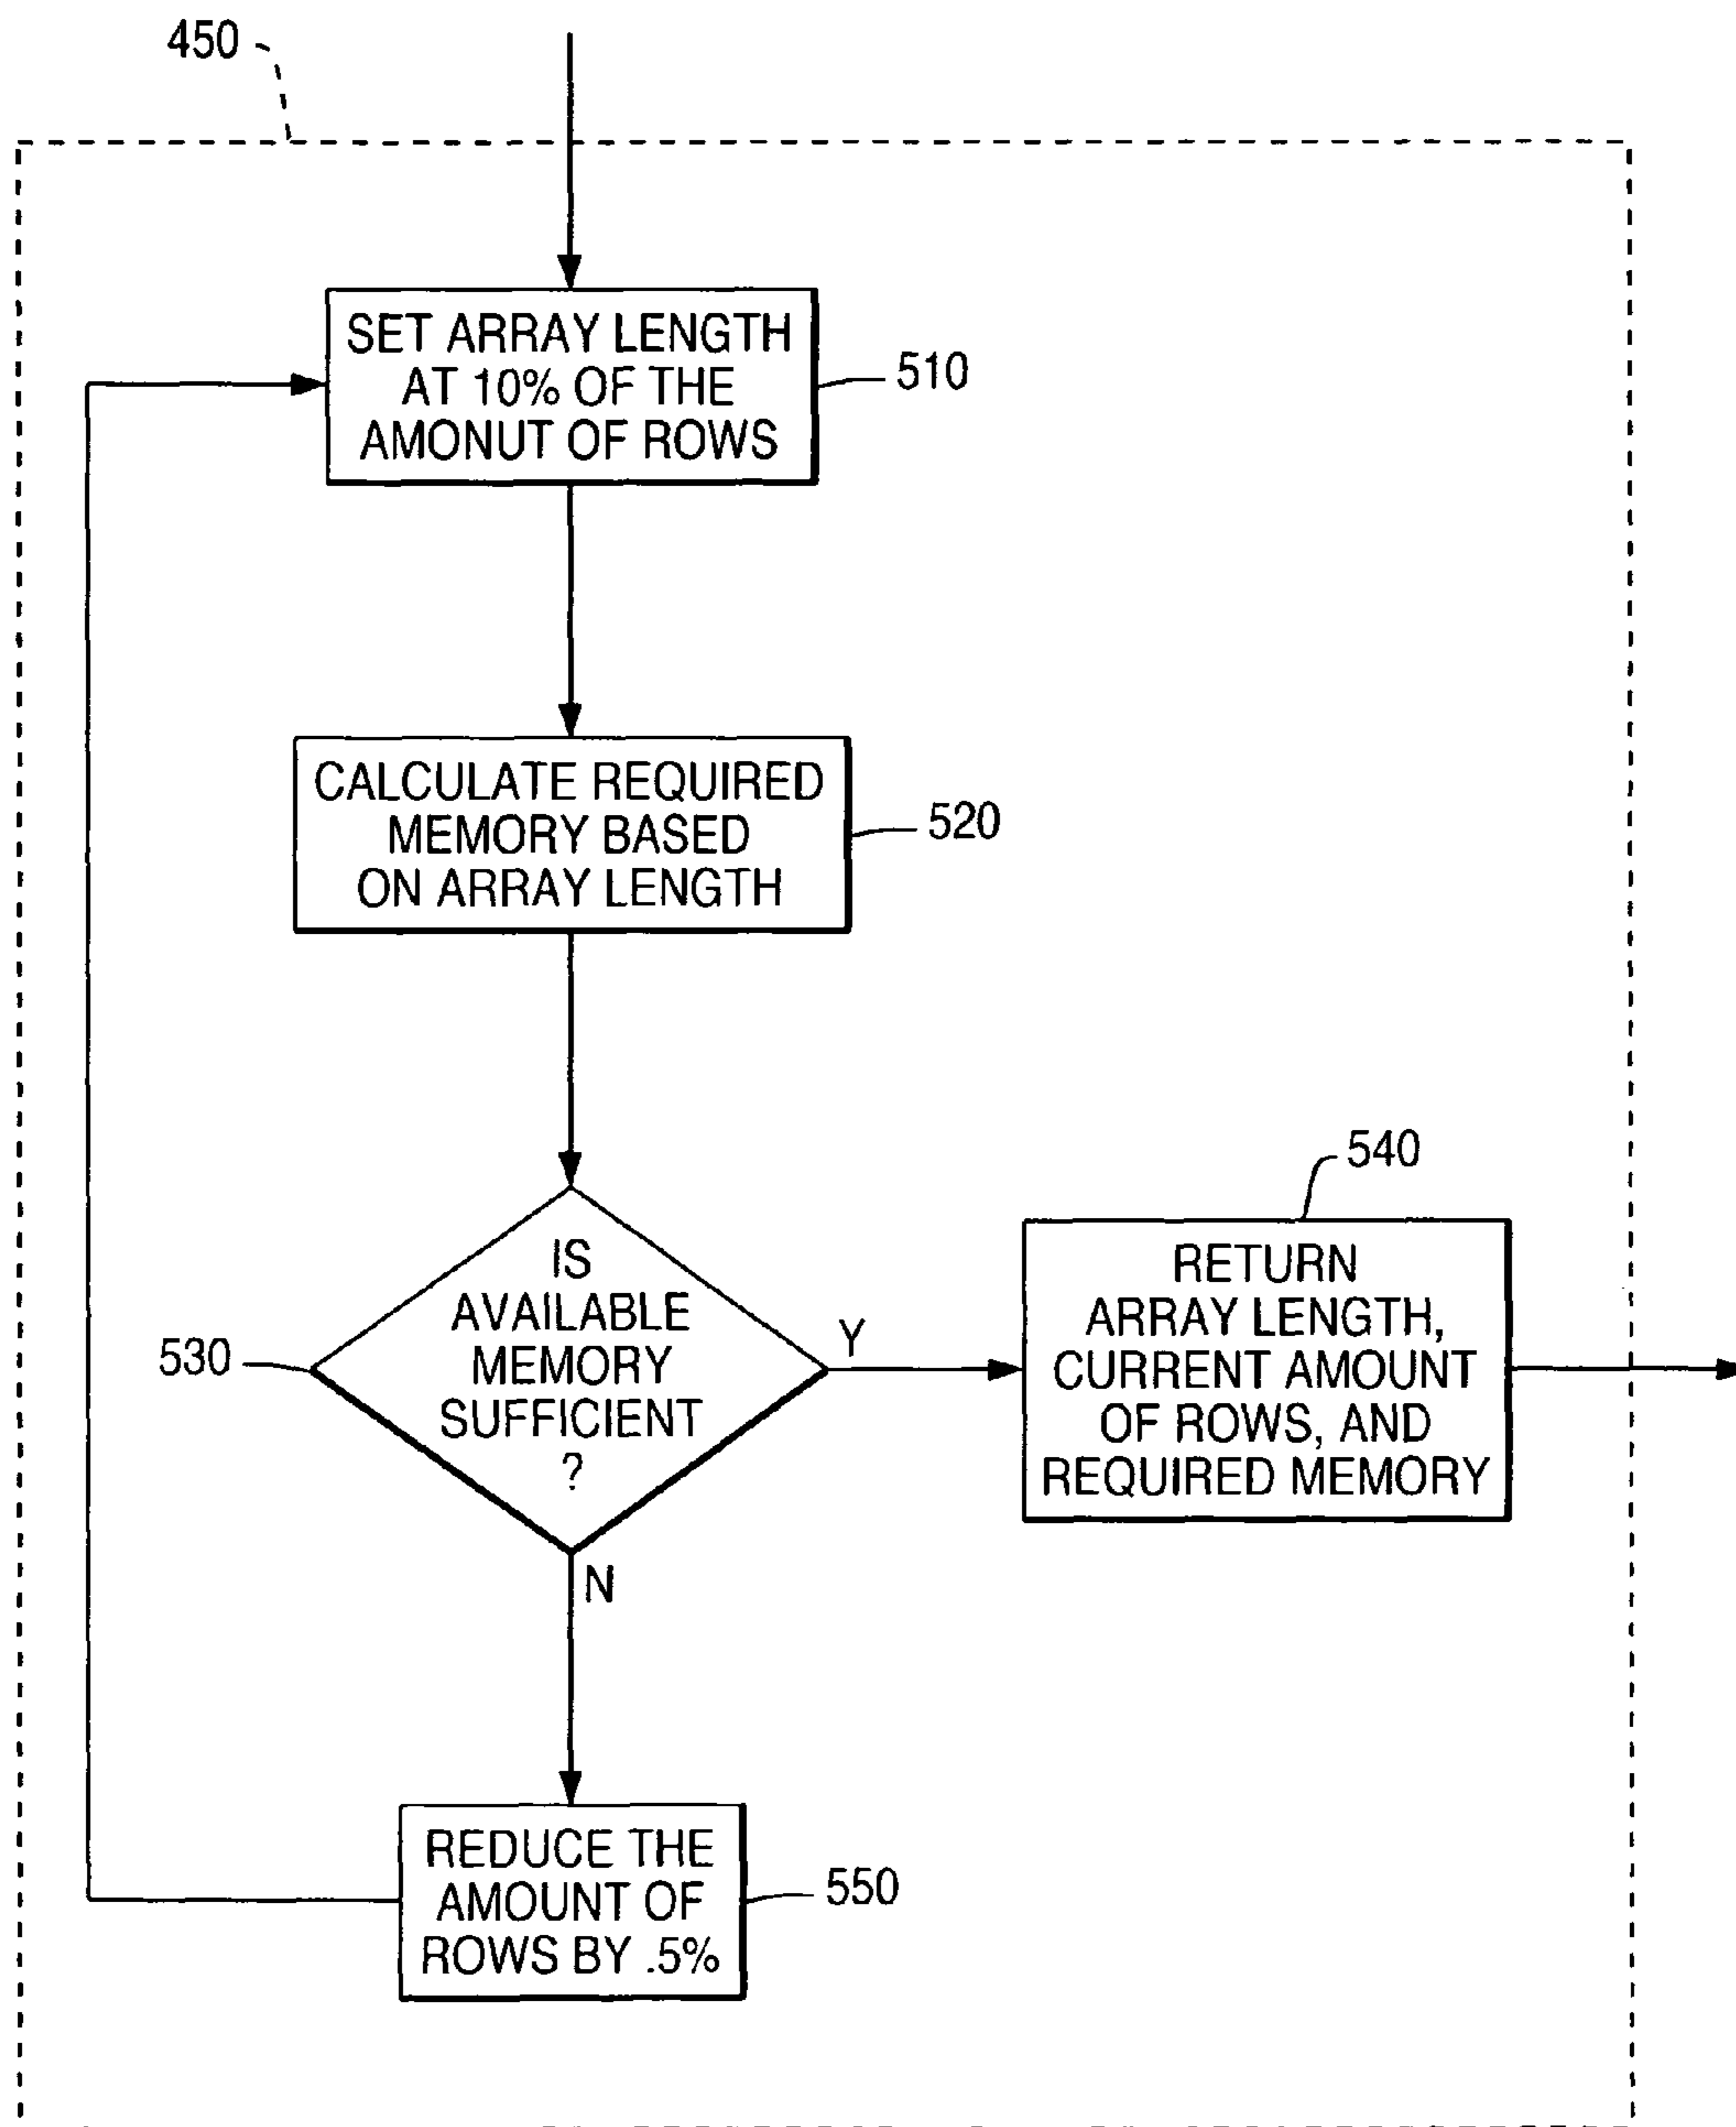 450
SET ARRAY LENGTH
AT 10% OF THE
AMONUT OF ROWS
510
CALCULATE REQUIRED
MEMORY BASED
ON ARRAY LENGTH
520
IS
AVAILABLE
MEMORY
SUFFICIENT
?
530
Y
540
RETURN
ARRAY LENGTH,
CURRENT AMOUNT
OF ROWS, AND
REQUIRED MEMORY
N
REDUCE THE
AMOUNT OF
ROWS BY .5%
550